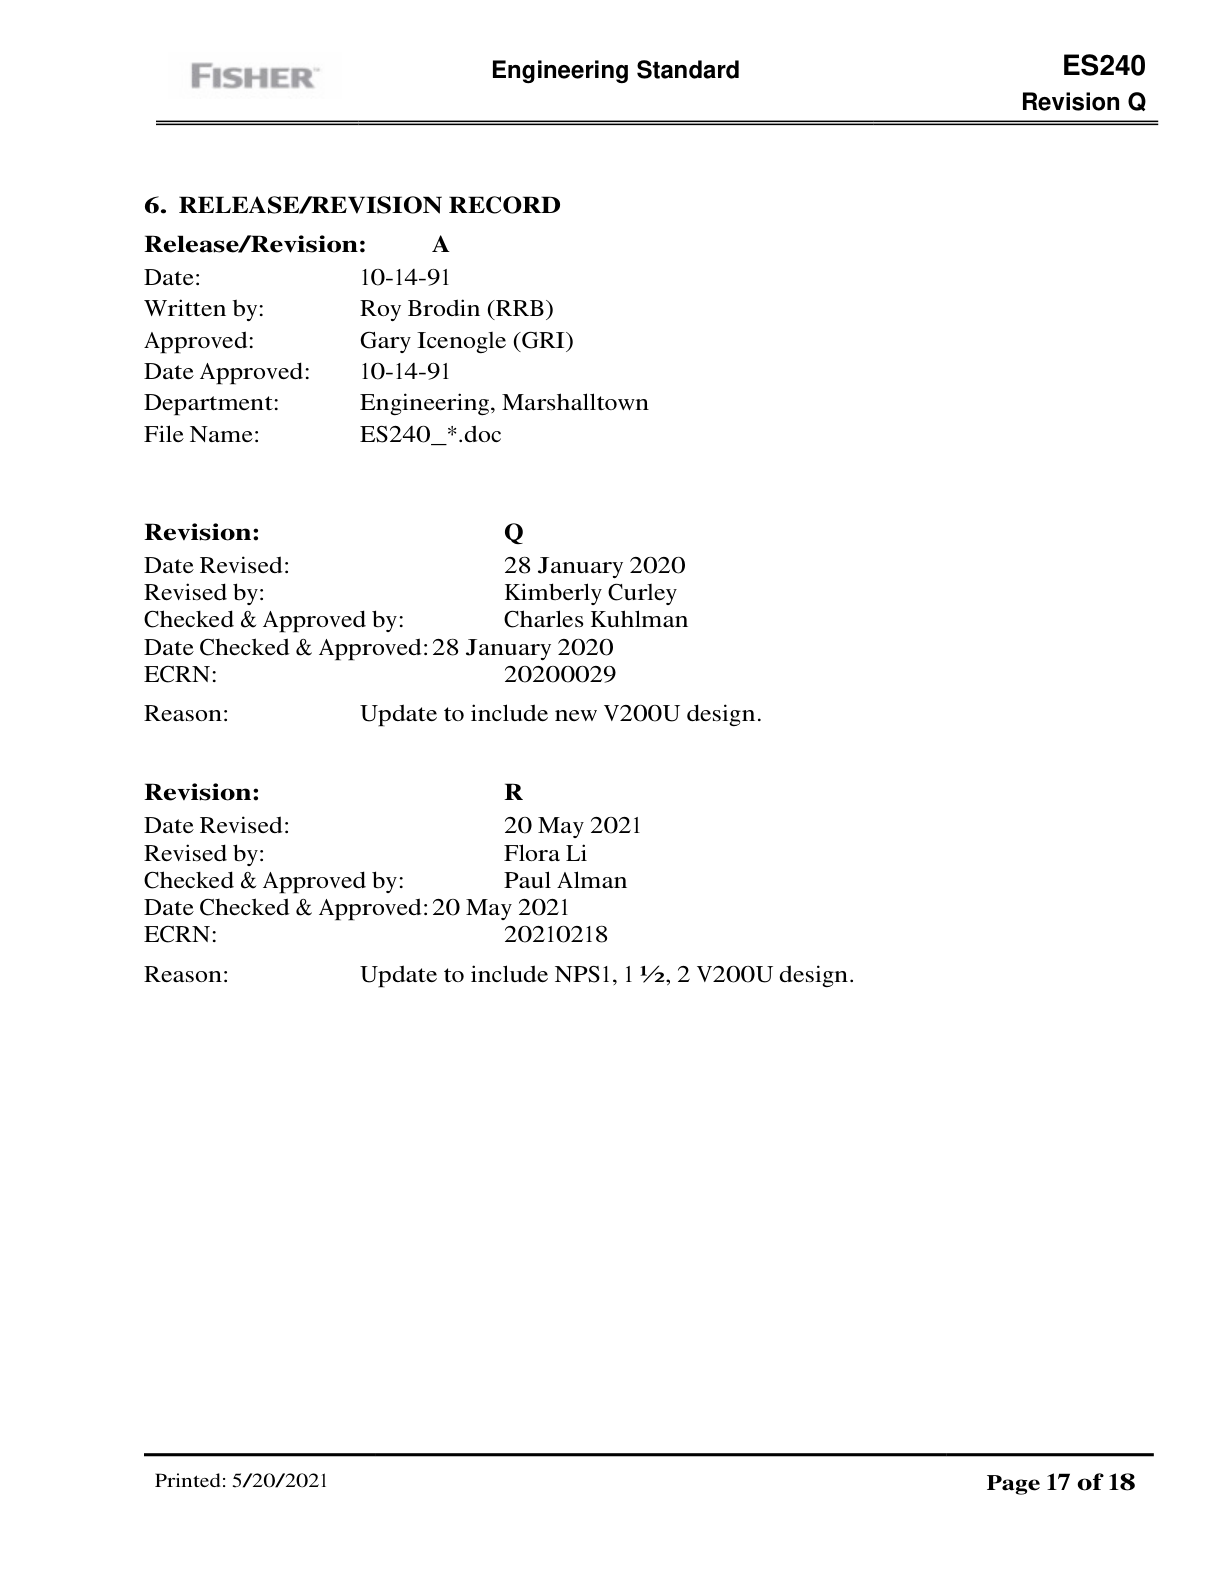 FISHER™ Engineering Standard ES240
Revision Q
6. RELEASE/REVISION RECORD
Release/Revision: A
Date: 10-14-91
Written by: Roy Brodin (RRB)
Approved: Gary Icenogle (GRI)
Date Approved: 10-14-91
Department: Engineering, Marshalltown
File Name: ES240_*.doc
Revision: Q
Date Revised: 28 January 2020
Revised by: Kimberly Curley
Checked & Approved by: Charles Kuhlman
Date Checked & Approved: 28 January 2020
ECRN: 20200029
Reason: Update to include new V200U design.
Revision: R
Date Revised: 20 May 2021
Revised by: Flora Li
Checked & Approved by: Paul Alman
Date Checked & Approved: 20 May 2021
ECRN: 20210218
Reason: Update to include NPS1, 1 ½, 2 V200U design.
Printed: 5/20/2021 Page 17 of 18